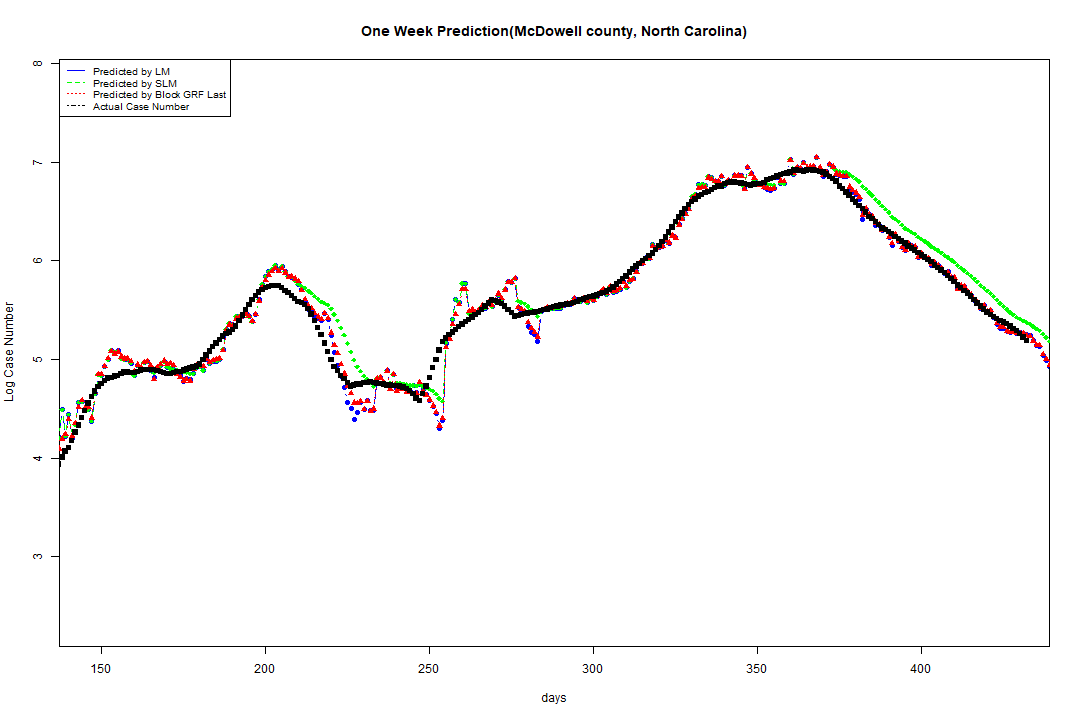 One Week Prediction(McDowell county, North Carolina)
Predicted by LM
Predicted by SLM
Predicted by Block GRF Last
Actual Case Number
8
7
6
5
4
3
Log Case Number
150 200 250 300 350 400
days